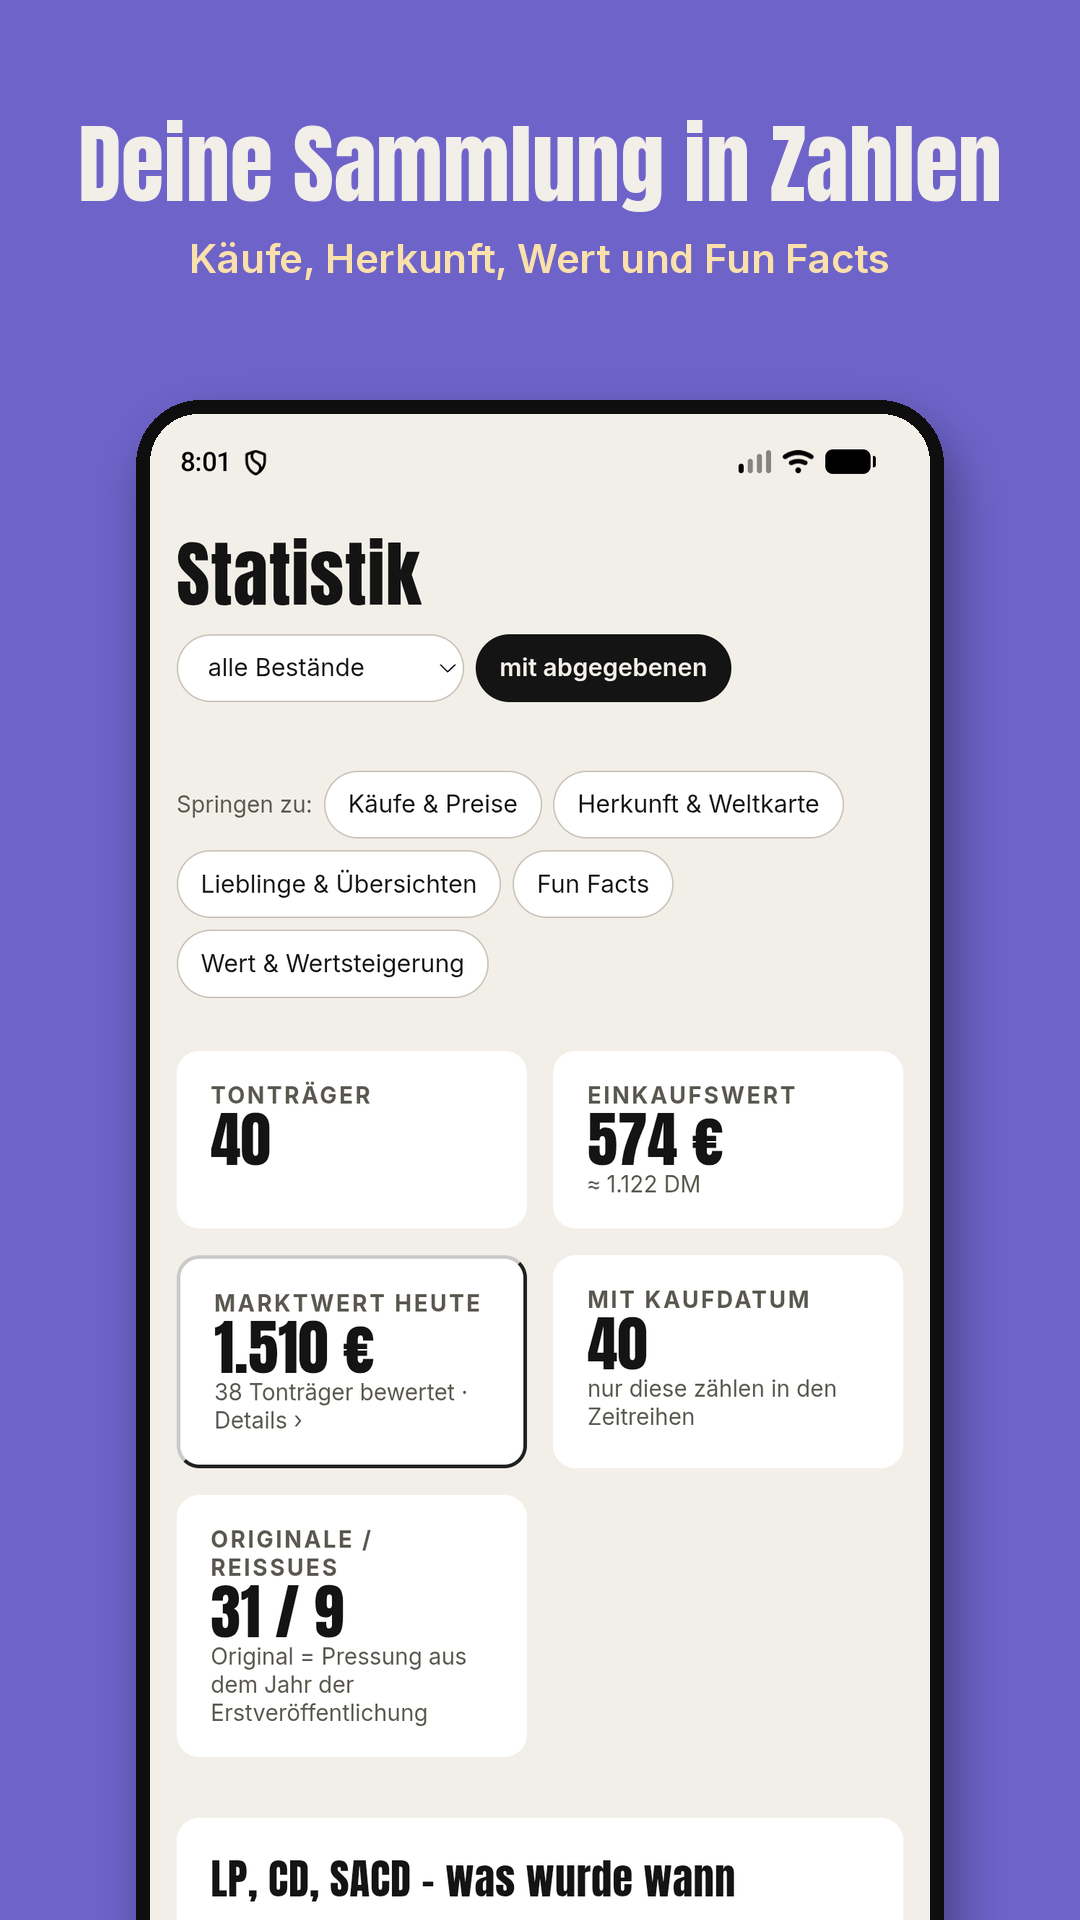 Deine Sammlung in Zahlen
Käufe, Herkunft, Wert und Fun Facts
8:01
Statistik
alle Bestände
mit abgegebenen
Springen zu:
Käufe & Preise
Herkunft & Weltkarte
Lieblinge & Übersichten
Fun Facts
Wert & Wertsteigerung
TONTRÄGER
40
EINKAUFSWERT
574 €
≈ 1.122 DM
MARKTWERT HEUTE
1.510 €
38 Tonträger bewertet ·
Details ›
MIT KAUFDATUM
40
nur diese zählen in den
Zeitreihen
ORIGINALE /
REISSUES
31 / 9
Original = Pressung aus
dem Jahr der
Erstveröffentlichung
LP, CD, SACD – was wurde wann